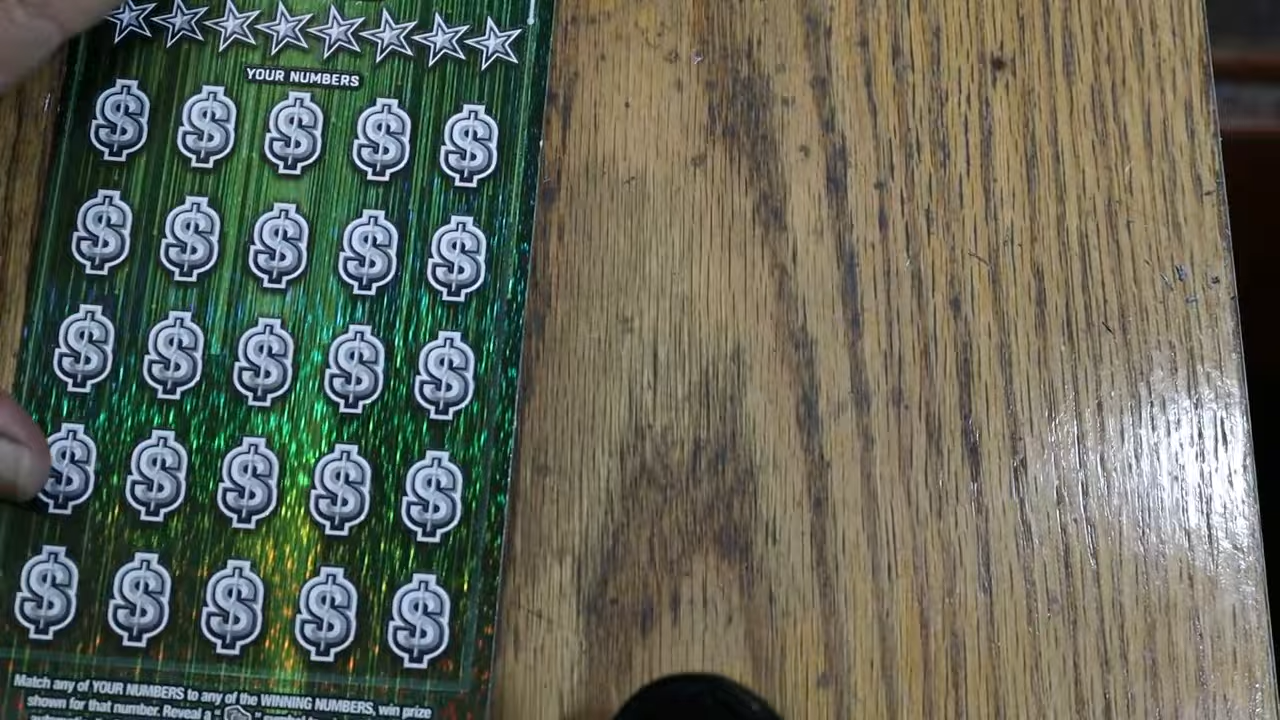 YOUR NUMBERS
$ $ $ $ $
$ $ $ $ $
$ $ $ $ $
$ $ $ $ $
$ $ $ $ $
Match any of YOUR NUMBERS to any of the WINNING NUMBERS, win prize
shown for that number. Reveal a " "